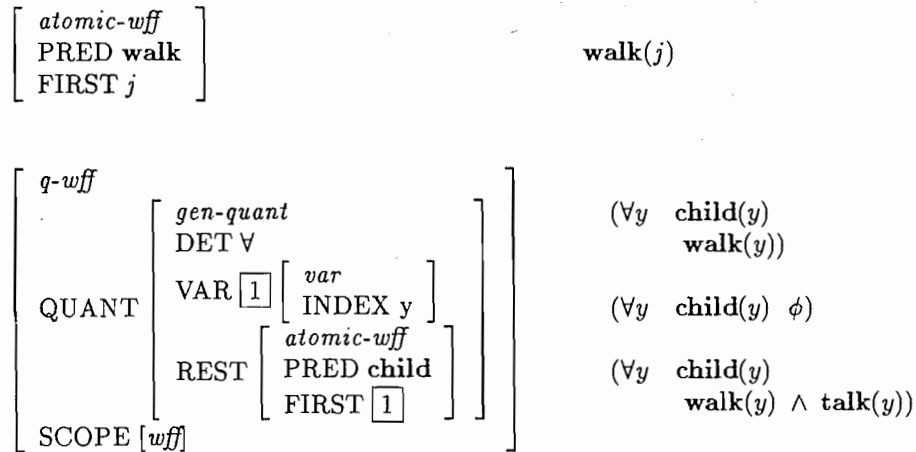 atomic-wff
PRED walk walk(j)
FIRST j
q-wff
gen-quant (∀y child(y)
DET ∀ walk(y))
VAR 1 var
INDEX y
QUANT (∀y child(y) ϕ)
atomic-wff
REST PRED child (∀y child(y)
FIRST 1 walk(y) ∧ talk(y))
SCOPE [wff]